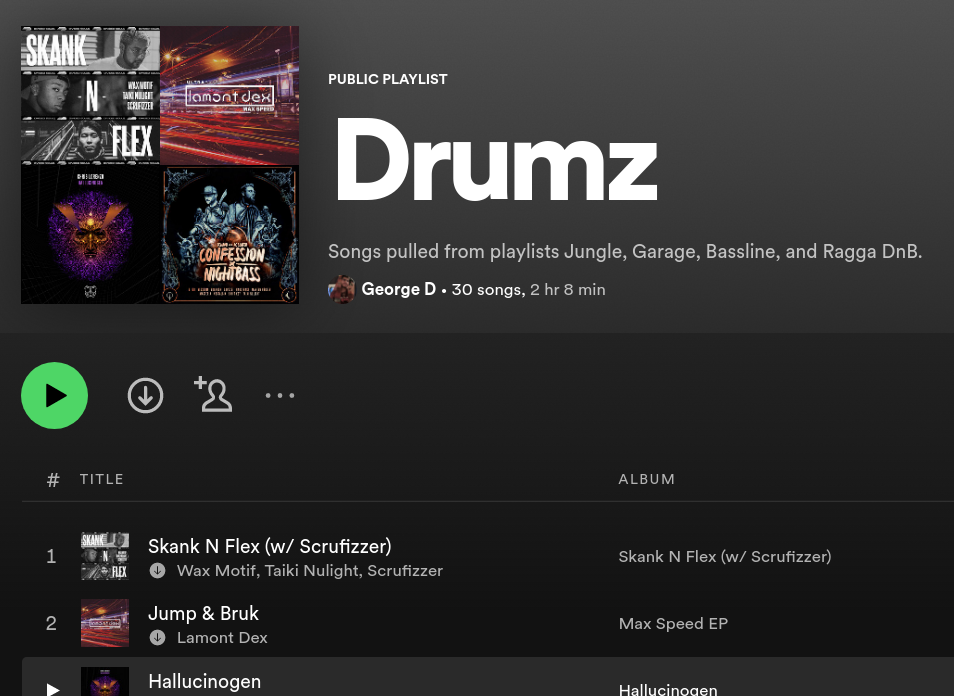 SKANK
N
WAX MOTIF
TAIKI NULIGHT
SCRUFIZZER
FLEX
ULTRA
lamont dex
MAX SPEED
CHRIS LORENZO
CONFESSION
NIGHTBASS
PUBLIC PLAYLIST
Drumz
Songs pulled from playlists Jungle, Garage, Bassline, and Ragga DnB.
George D • 30 songs, 2 hr 8 min
# TITLE ALBUM
1 Skank N Flex (w/ Scrufizzer) Skank N Flex (w/ Scrufizzer)
Wax Motif, Taiki Nulight, Scrufizzer
2 Jump & Bruk Max Speed EP
Lamont Dex
Hallucinogen Hallucinogen